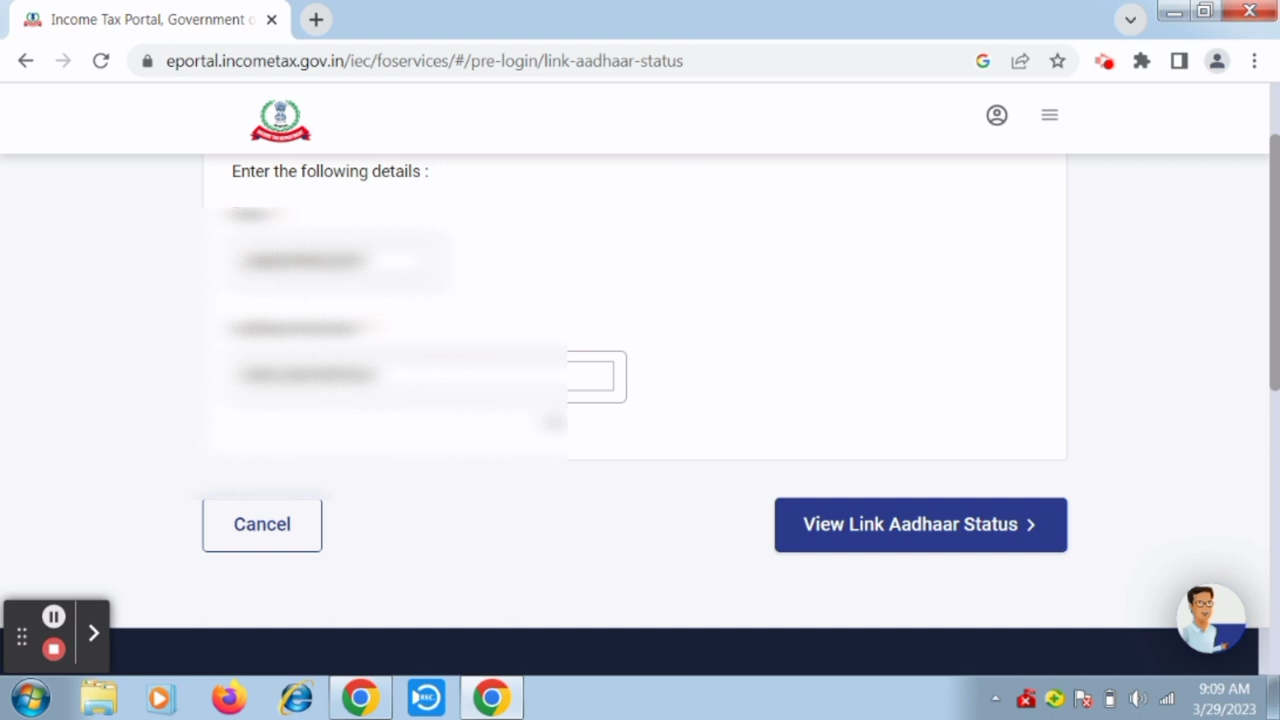 Income Tax Portal, Government o
eportal.incometax.gov.in/iec/foservices/#/pre-login/link-aadhaar-status
Enter the following details :
Cancel
View Link Aadhaar Status
REC
9:09 AM
3/29/2023